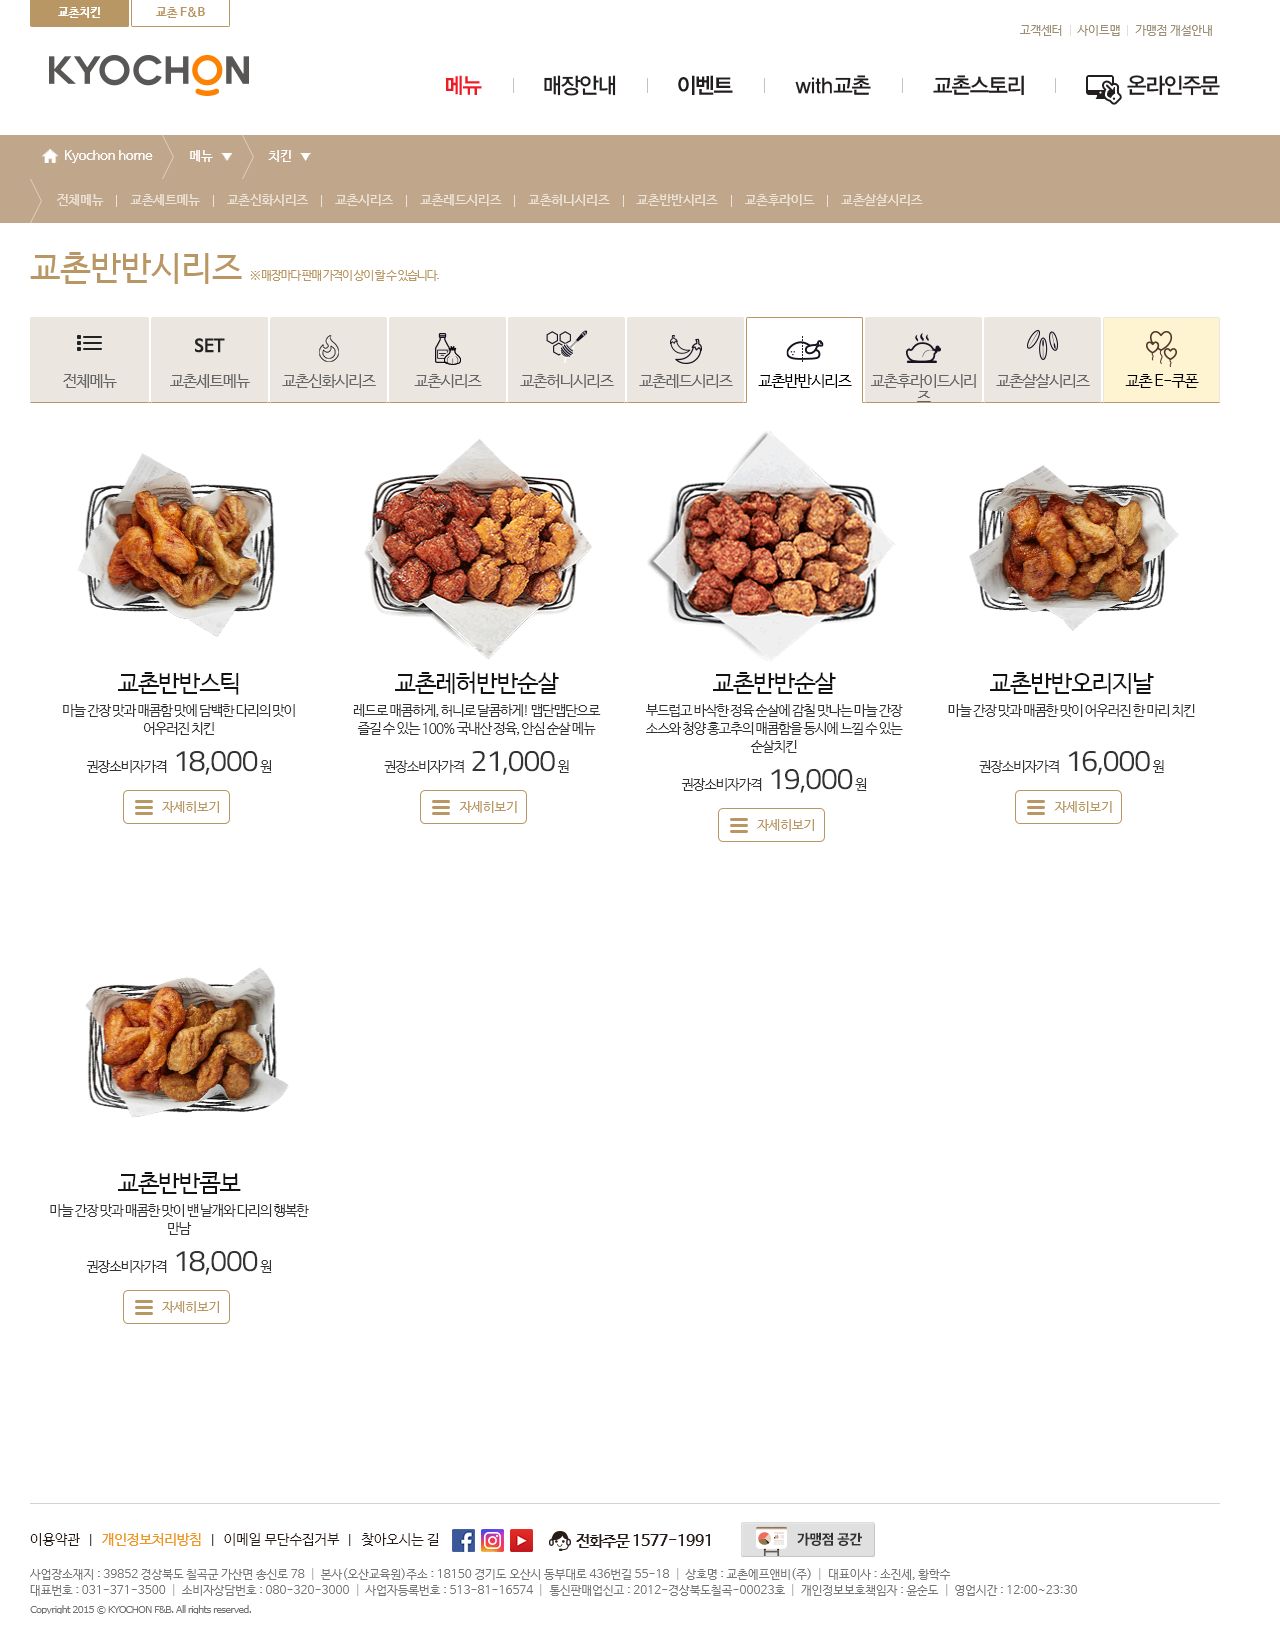 교촌치킨
교촌 F&B
고객센터 사이트맵 가맹점 개설안내
KYOCHON
메뉴 매장안내 이벤트 with교촌 교촌스토리 온라인주문
Kyochon home 메뉴 ▼ 치킨 ▼
전체메뉴 | 교촌세트메뉴 | 교촌신화시리즈 | 교촌시리즈 | 교촌레드시리즈 | 교촌허니시리즈 | 교촌반반시리즈 | 교촌후라이드 | 교촌살살시리즈
교촌반반시리즈 ※ 매장마다 판매 가격이 상이 할 수 있습니다.
전체메뉴
SET
교촌세트메뉴
교촌신화시리즈
교촌시리즈
교촌허니시리즈
교촌레드시리즈
교촌반반시리즈
교촌후라이드시리
즈
교촌살살시리즈
교촌 E-쿠폰
교촌반반스틱
마늘 간장 맛과 매콤함 맛에 담백한 다리의 맛이
어우러진 치킨
권장소비자가격 18,000 원
자세히보기
교촌레허반반순살
레드로 매콤하게, 허니로 달콤하게! 맵단맵단으로
즐길 수 있는 100% 국내산 정육, 안심 순살 메뉴
권장소비자가격 21,000 원
자세히보기
교촌반반순살
부드럽고 바삭한 정육 순살에 감칠 맛나는 마늘 간장
소스와 청양 홍고추의 매콤함을 동시에 느낄 수 있는
순살치킨
권장소비자가격 19,000 원
자세히보기
교촌반반오리지날
마늘 간장 맛과 매콤한 맛이 어우러진 한 마리 치킨
권장소비자가격 16,000 원
자세히보기
교촌반반콤보
마늘 간장 맛과 매콤한 맛이 밴 날개와 다리의 행복한
만남
권장소비자가격 18,000 원
자세히보기
이용약관 | 개인정보처리방침 | 이메일 무단수집거부 | 찾아오시는 길 전화주문 1577-1991 가맹점 공간
사업장소재지 : 39852 경상북도 칠곡군 가산면 송신로 78 | 본사(오산교육원)주소 : 18150 경기도 오산시 동부대로 436번길 55-18 | 상호명 : 교촌에프앤비(주) | 대표이사 : 소진세, 황학수
대표번호 : 031-371-3500 | 소비자상담번호 : 080-320-3000 | 사업자등록번호 : 513-81-16574 | 통신판매업신고 : 2012-경상북도칠곡-00023호 | 개인정보보호책임자 : 윤순도 | 영업시간 : 12:00~23:30
Copyright 2015 © KYOCHON F&B. All rights reserved.